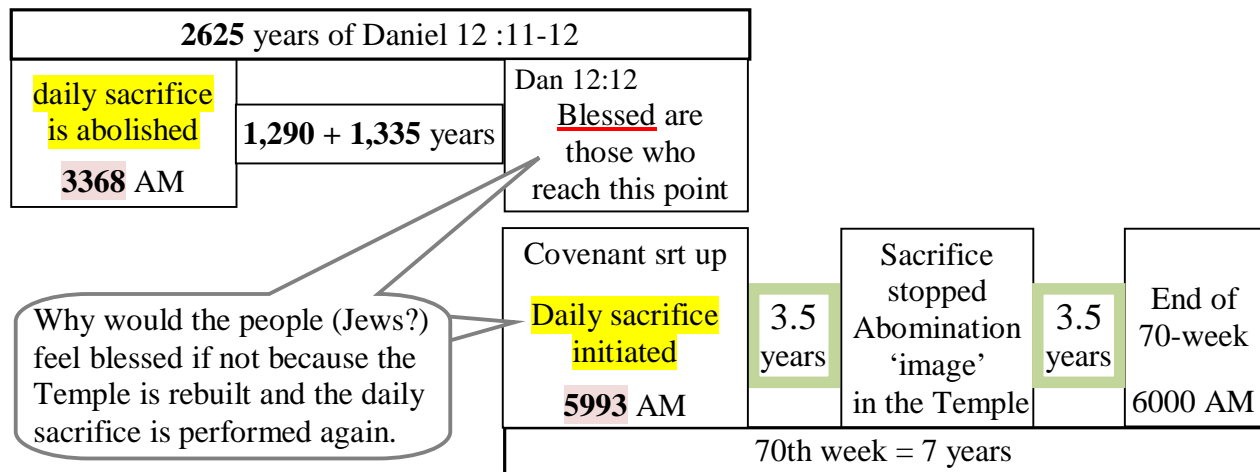 2625 years of Daniel 12 :11-12
daily sacrifice
is abolished
3368 AM
1,290 + 1,335 years
Dan 12:12
Blessed are
those who
reach this point
Why would the people (Jews?)
feel blessed if not because the
Temple is rebuilt and the daily
sacrifice is performed again.
Covenant srt up
Daily sacrifice
initiated
5993 AM
3.5
years
Sacrifice
stopped
Abomination
‘image’
in the Temple
3.5
years
End of
70-week
6000 AM
70th week = 7 years